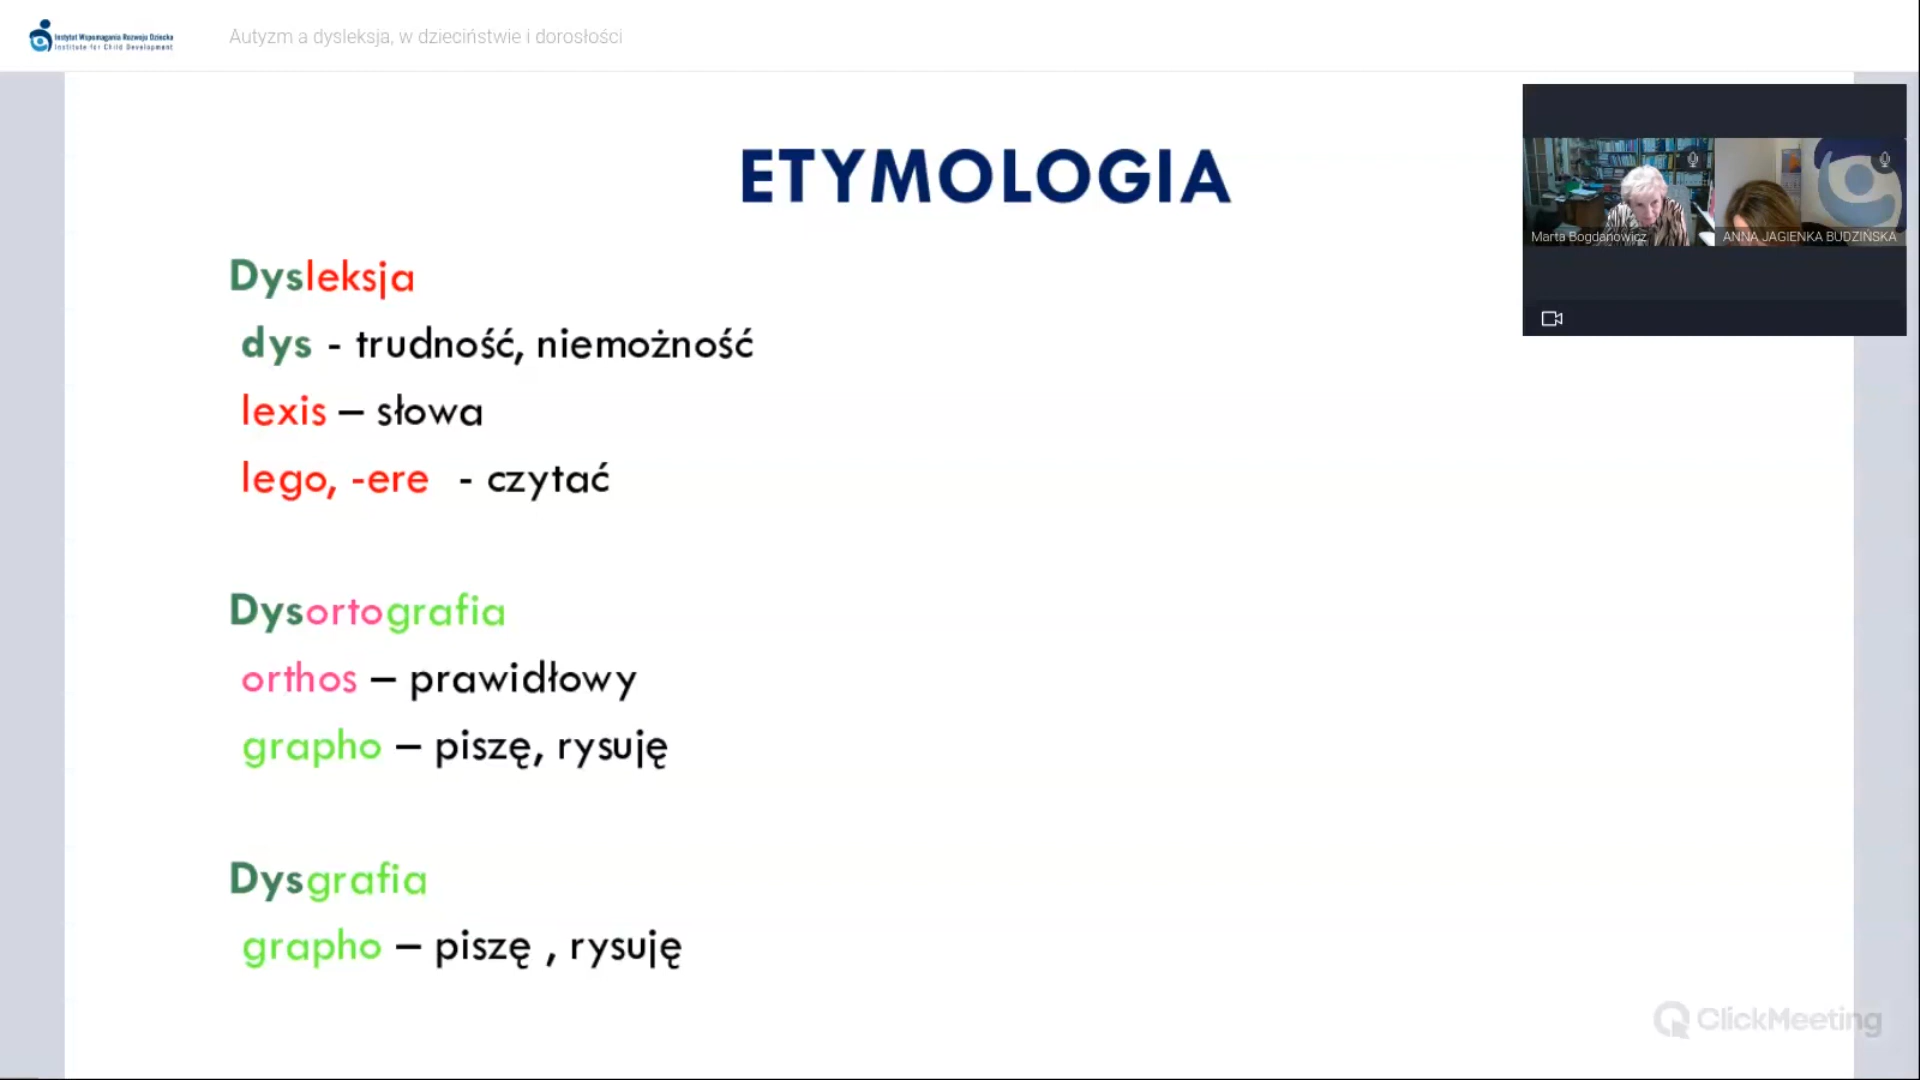 Instytut Wspomagania Rozwoju Dziecka
Institute for Child Development
Autyzm a dysleksja, w dzieciństwie i dorosłości
ETYMOLOGIA
Marta Bogdanowicz
ANNA JAGIENKA BUDZIŃSKA
Dysleksja
dys - trudność, niemożność
lexis – słowa
lego, -ere - czytać
Dysortografia
orthos – prawidłowy
grapho – piszę, rysuję
Dysgrafia
grapho – piszę , rysuję
ClickMeeting